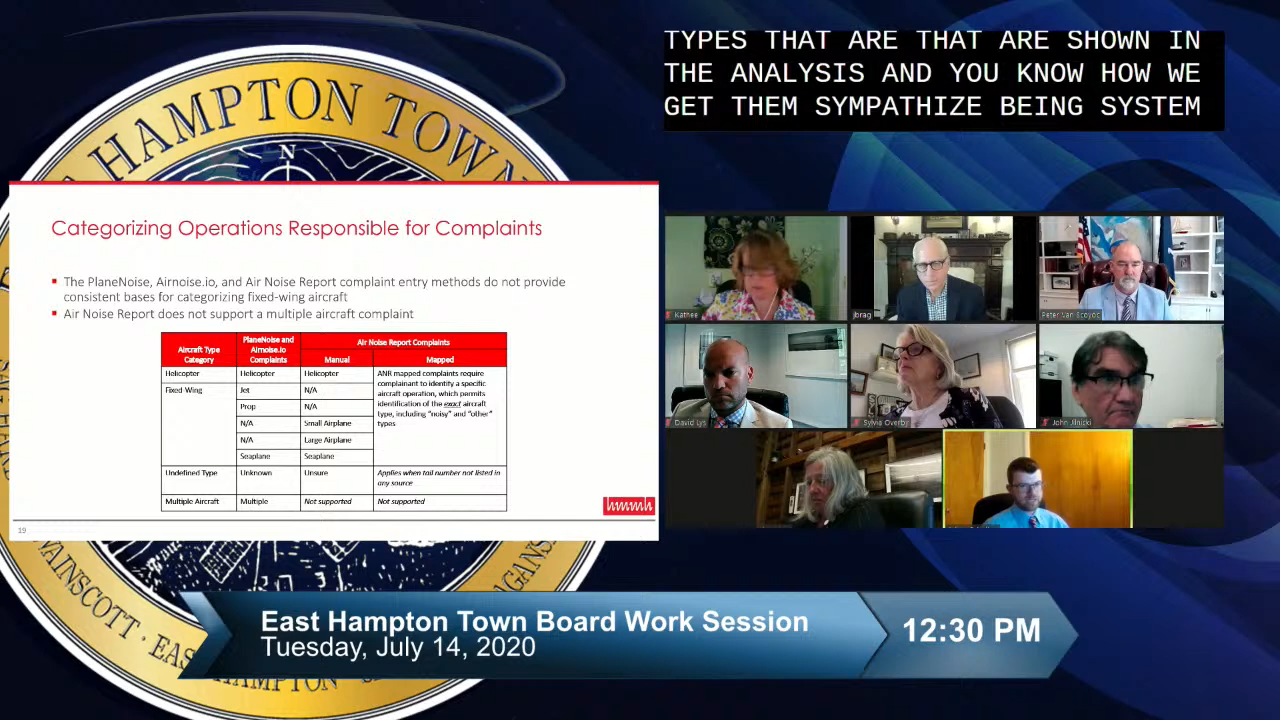 TYPES THAT ARE THAT ARE SHOWN IN
THE ANALYSIS AND YOU KNOW HOW WE
GET THEM SYMPATHIZE BEING SYSTEM
HAMPTON TOWN
N
Categorizing Operations Responsible for Complaints
The PlaneNoise, Airnoise.io, and Air Noise Report complaint entry methods do not provide
consistent bases for categorizing fixed-wing aircraft
Air Noise Report does not support a multiple aircraft complaint
Aircraft Type
Category
PlaneNoise and
Airnoise.io
Complaints
Air Noise Report Complaints
Manual
Mapped
Helicopter
Helicopter
Helicopter
ANR mapped complaints require
complainant to identify a specific
aircraft operation, which permits
identification of the exact aircraft
type, including "noisy" and "other"
types
Fixed Wing
Jet
N/A
Prop
N/A
N/A
Small Airplane
N/A
Large Airplane
Seaplane
Seaplane
Undefined Type
Unknown
Unsure
Applies when tail number not listed in
any source
Multiple Aircraft
Multiple
Not supported
Not supported
hmmh
19
Kathee
jbrag
Peter Van Scoyoc
David Lys
Sylvia Overby
John Jilnicki
WAINSCOTT · EAS
HAMPTON
East Hampton Town Board Work Session
Tuesday, July 14, 2020
12:30 PM